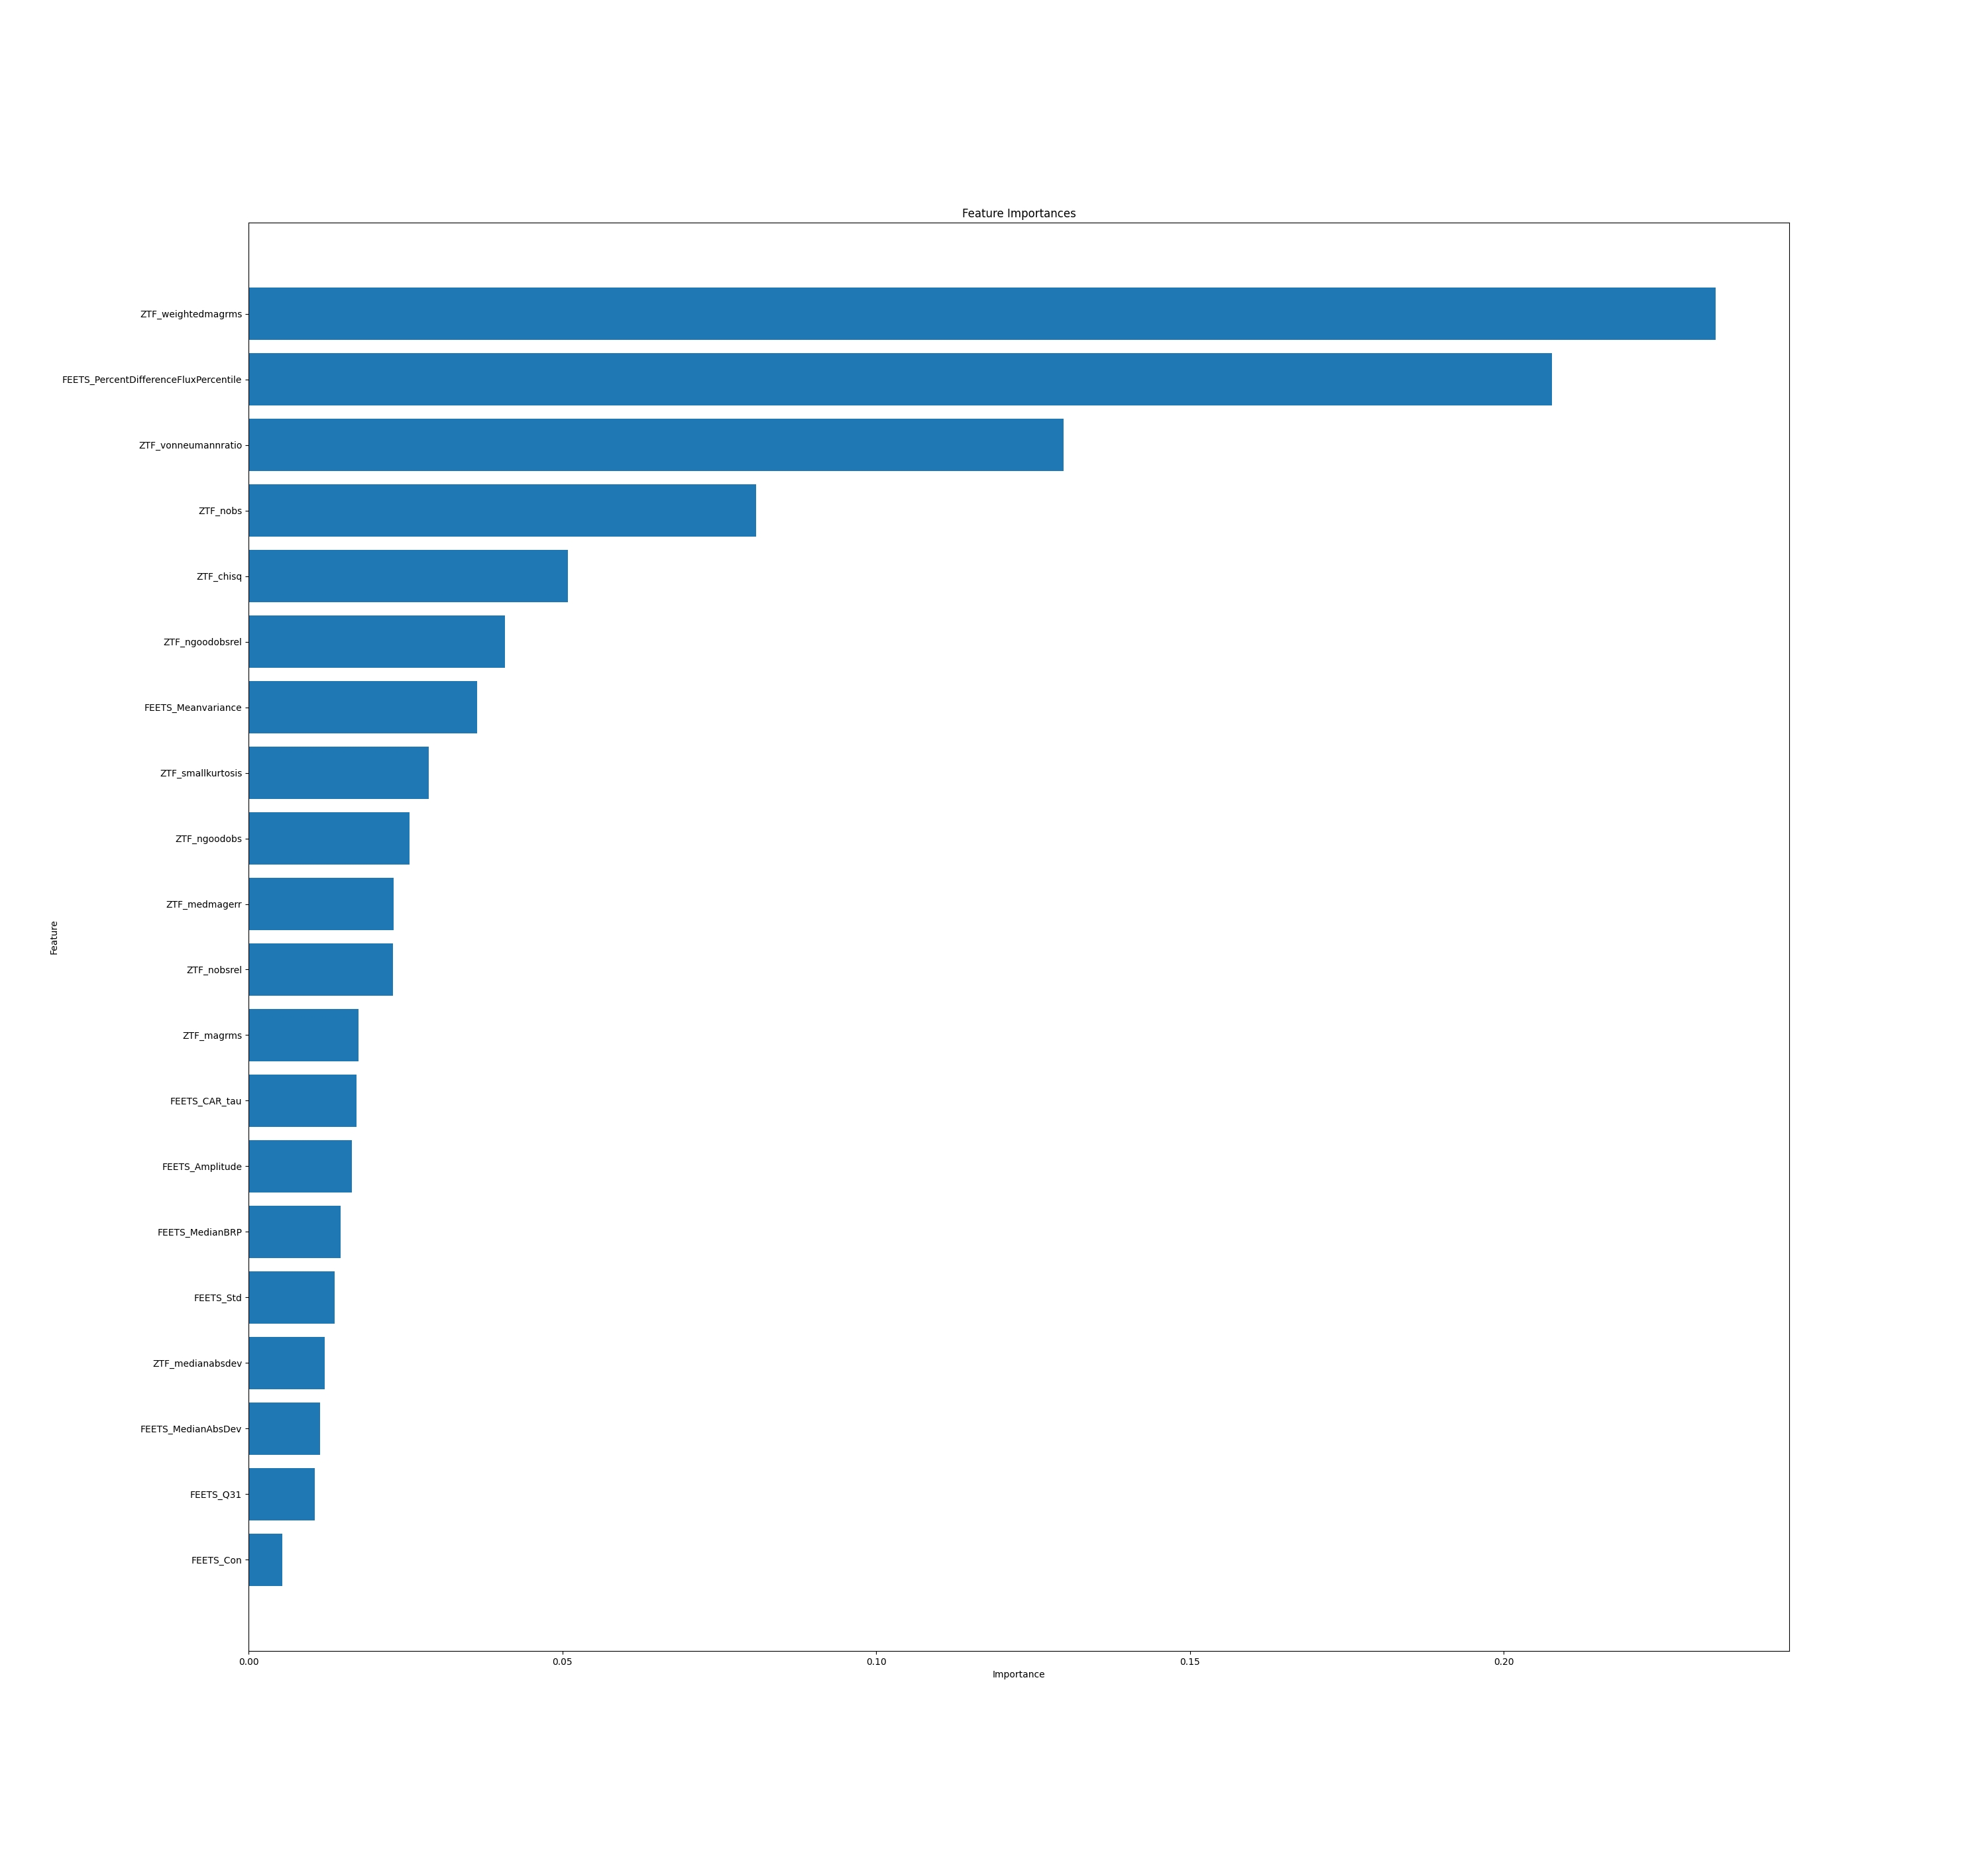 Feature Importances
ZTF_weightedmagrms
FEETS_PercentDifferenceFluxPercentile
ZTF_vonneumannratio
ZTF_nobs
ZTF_chisq
ZTF_ngoodobsrel
FEETS_Meanvariance
ZTF_smallkurtosis
ZTF_ngoodobs
ZTF_medmagerr
Feature
ZTF_nobsrel
ZTF_magrms
FEETS_CAR_tau
FEETS_Amplitude
FEETS_MedianBRP
FEETS_Std
ZTF_medianabsdev
FEETS_MedianAbsDev
FEETS_Q31
FEETS_Con
0.00 0.05 0.10 0.15 0.20
Importance